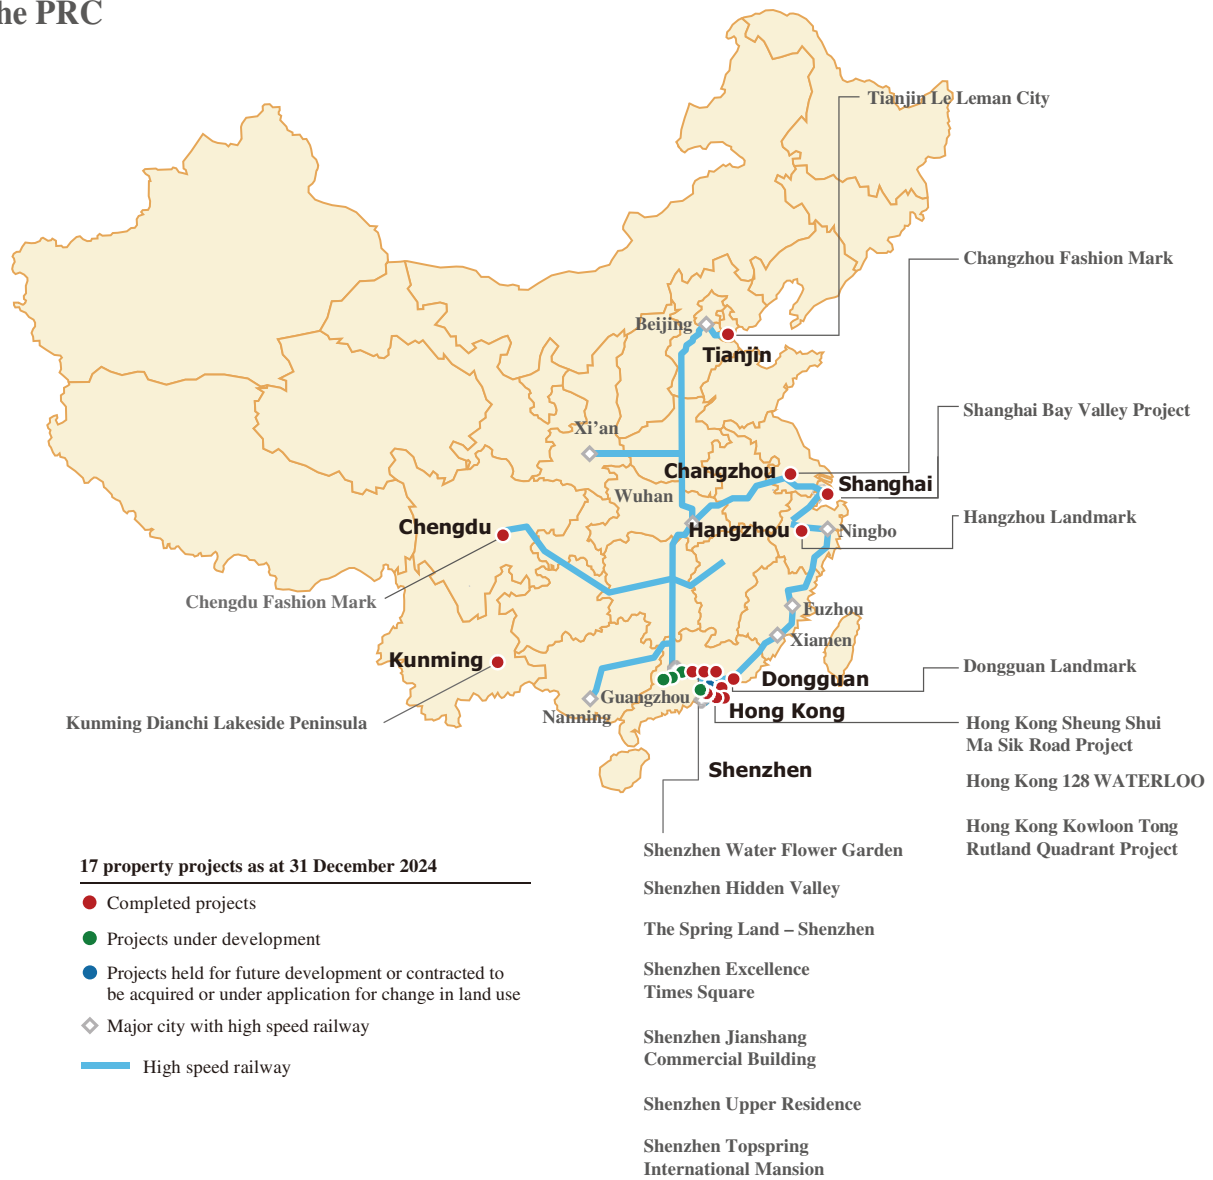 he PRC
Tianjin Le Leman City
Changzhou Fashion Mark
Beijing
Tianjin
Shanghai Bay Valley Project
Xi’an
Changzhou
Shanghai
Wuhan
Hangzhou Landmark
Chengdu
Hangzhou
Ningbo
Chengdu Fashion Mark
Fuzhou
Xiamen
Kunming
Dongguan Landmark
Dongguan
Guangzhou
Nanning
Hong Kong
Kunming Dianchi Lakeside Peninsula
Hong Kong Sheung Shui
Ma Sik Road Project
Shenzhen
Hong Kong 128 WATERLOO
Hong Kong Kowloon Tong
Rutland Quadrant Project
Shenzhen Water Flower Garden
Shenzhen Hidden Valley
The Spring Land – Shenzhen
Shenzhen Excellence
Times Square
Shenzhen Jianshang
Commercial Building
Shenzhen Upper Residence
Shenzhen Topspring
International Mansion
17 property projects as at 31 December 2024
Completed projects
Projects under development
Projects held for future development or contracted to
be acquired or under application for change in land use
Major city with high speed railway
High speed railway